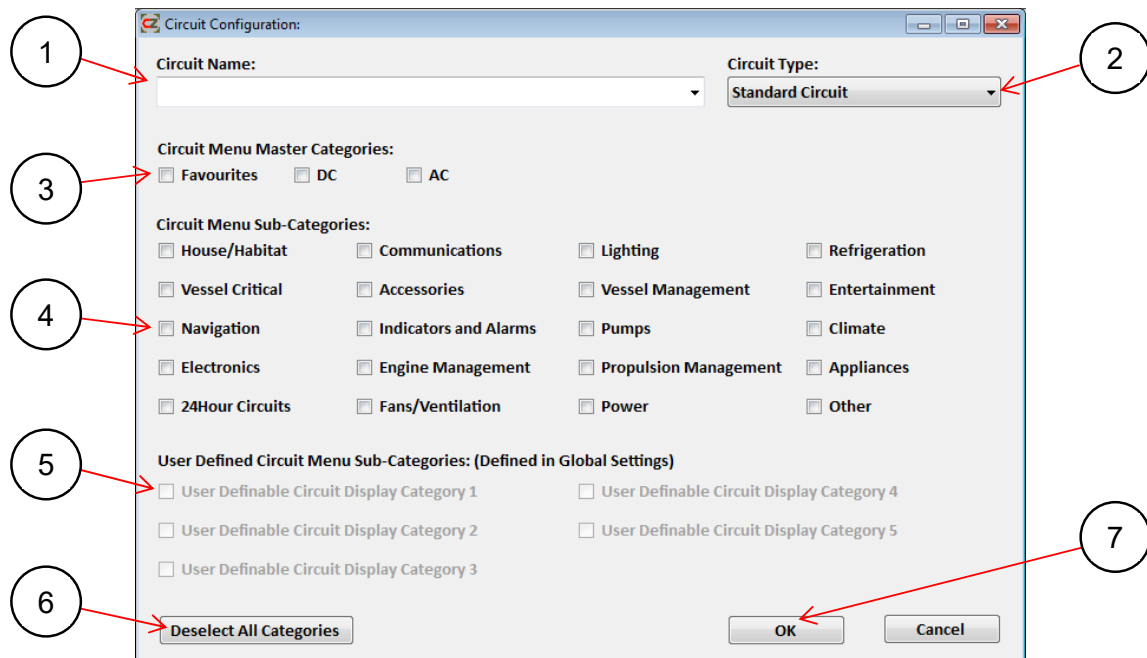 Circuit Configuration:
1
Circuit Name:
Circuit Type:
2
Standard Circuit
Circuit Menu Master Categories:
3
Favourites DC AC
Circuit Menu Sub-Categories:
House/Habitat Communications Lighting Refrigeration
Vessel Critical Accessories Vessel Management Entertainment
4
Navigation Indicators and Alarms Pumps Climate
Electronics Engine Management Propulsion Management Appliances
24Hour Circuits Fans/Ventilation Power Other
User Defined Circuit Menu Sub-Categories: (Defined in Global Settings)
5
User Definable Circuit Display Category 1 User Definable Circuit Display Category 4
User Definable Circuit Display Category 2 User Definable Circuit Display Category 5
7
User Definable Circuit Display Category 3
6
Deselect All Categories OK Cancel